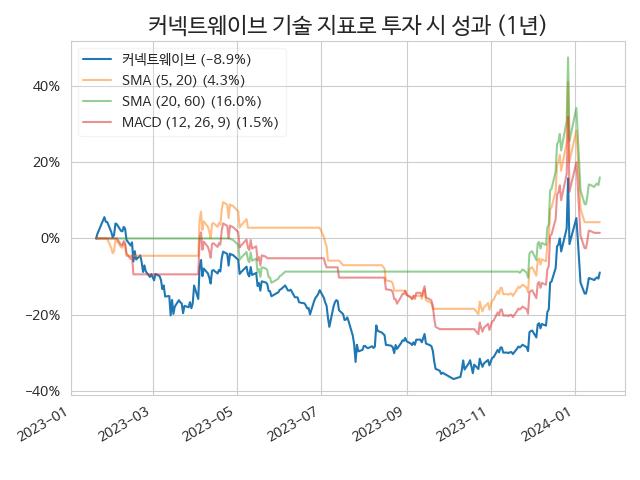 커넥트웨이브 기술 지표로 투자 시 성과 (1년)
커넥트웨이브 (-8.9%)
SMA (5, 20) (4.3%)
SMA (20, 60) (16.0%)
MACD (12, 26, 9) (1.5%)
40%
20%
0%
-20%
-40%
2023-01
2023-03
2023-05
2023-07
2023-09
2023-11
2024-01